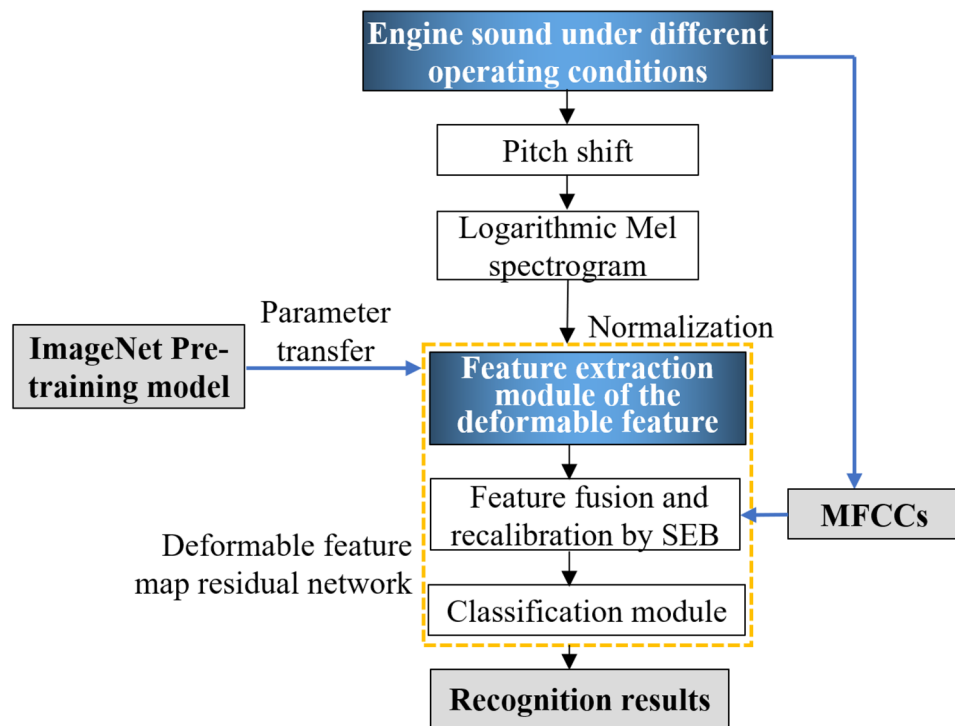 Engine sound under different
operating conditions
Pitch shift
Logarithmic Mel
spectrogram
Normalization
Parameter
transfer
ImageNet Pre-
training model
Feature extraction
module of the
deformable feature
Feature fusion and
recalibration by SEB
MFCCs
Deformable feature
map residual network
Classification module
Recognition results